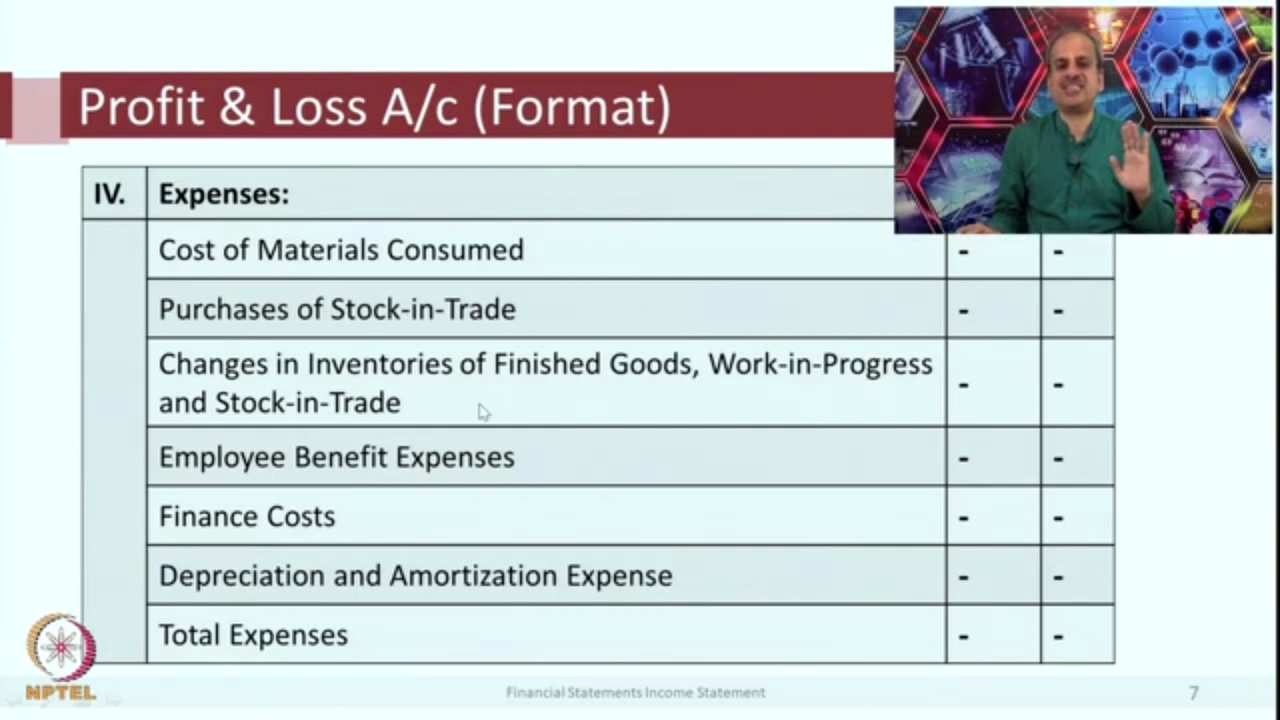 Profit & Loss A/c (Format)
IV. Expenses:
Cost of Materials Consumed - -
Purchases of Stock-in-Trade - -
Changes in Inventories of Finished Goods, Work-in-Progress
and Stock-in-Trade - -
Employee Benefit Expenses - -
Finance Costs - -
Depreciation and Amortization Expense - -
Total Expenses - -
NPTEL
Financial Statements Income Statement
7